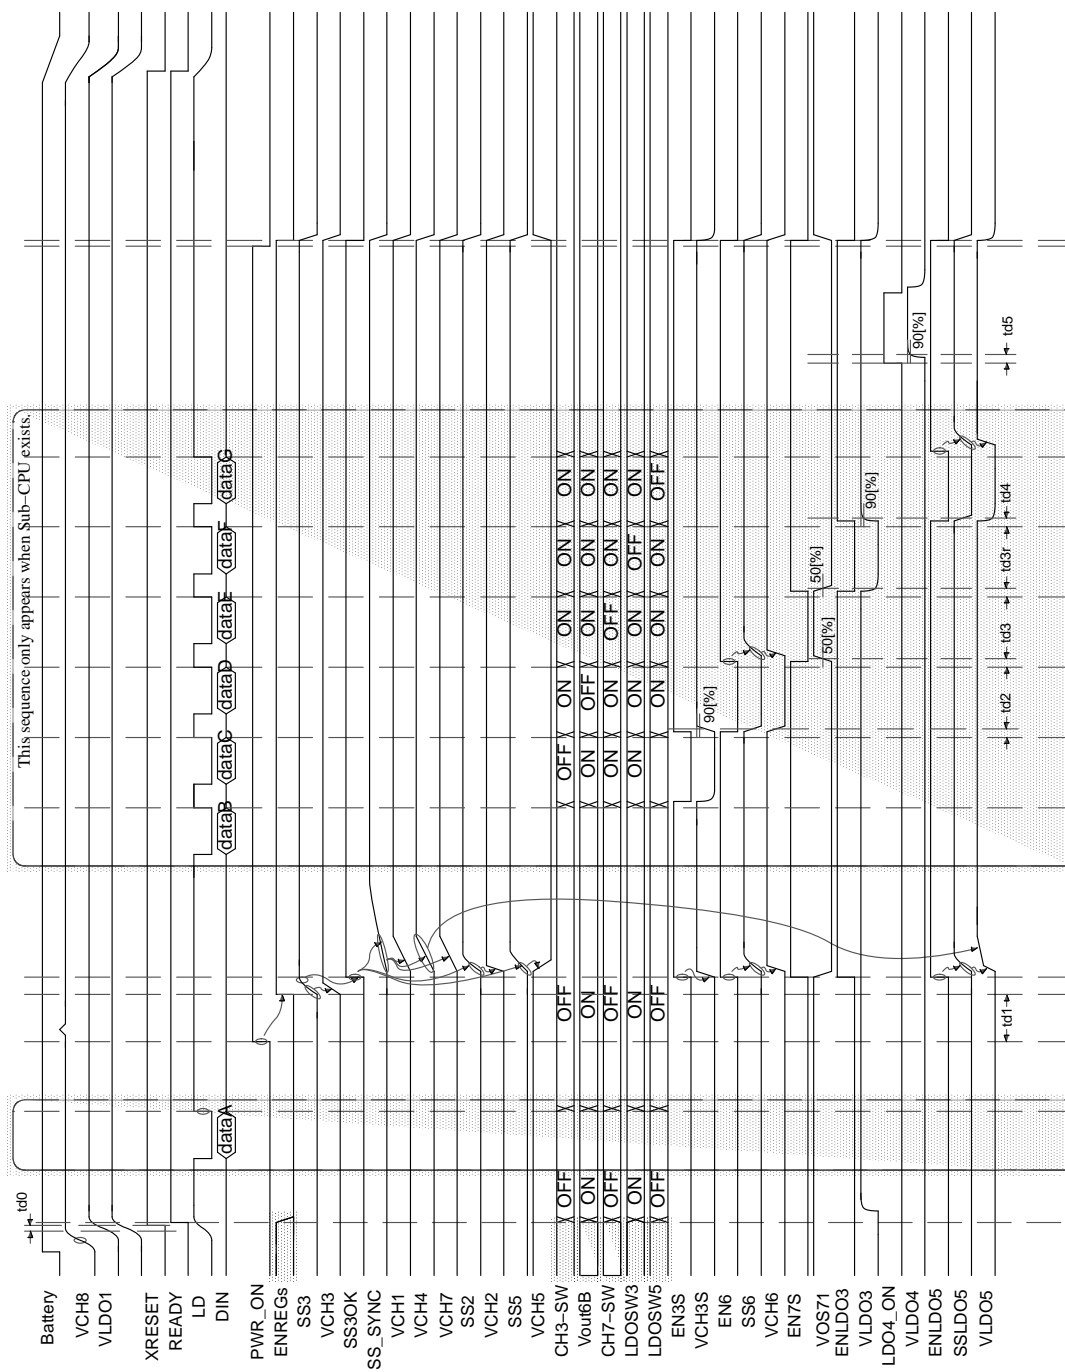 td0
This sequence only appears when Sub−CPU exists.
Battery
VCH8
VLDO1
XRESET
READY
LD
DIN dataA dataB dataC dataD dataE dataF dataG
PWR_ON
ENREGs
SS3
VCH3
SS3OK
SS_SYNC
VCH1
VCH4
VCH7
SS2
VCH2
SS5
VCH5
CH3−SW OFF OFF OFF ON ON ON ON
Vout6B ON ON ON OFF ON ON ON
CH7−SW OFF OFF ON ON OFF ON ON
LDOSW3 ON ON ON ON ON OFF ON
LDOSW5 OFF OFF ON ON ON OFF
EN3S
VCH3S 90[%]
EN6
SS6
VCH6
EN7S
VOS71 50[%] 50[%]
ENLDO3
VLDO3 90[%]
LDO4_ON
VLDO4 90[%]
ENLDO5
SSLDO5
VLDO5
td1 td2 td3 td3r td4 td5